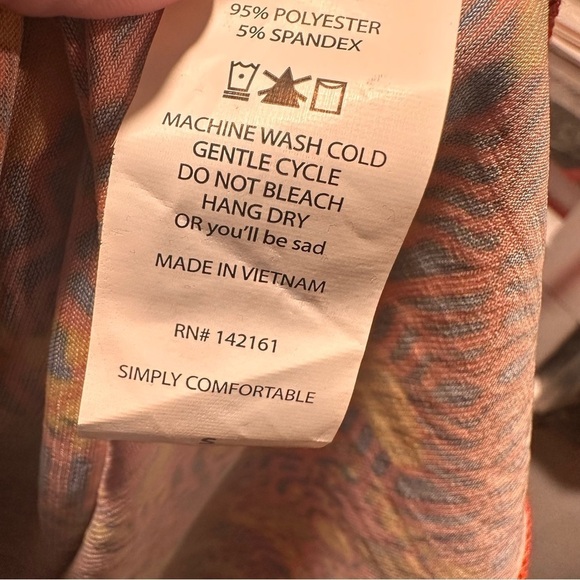 95% POLYESTER
5% SPANDEX
MACHINE WASH COLD
GENTLE CYCLE
DO NOT BLEACH
HANG DRY
OR you'll be sad
MADE IN VIETNAM
RN# 142161
SIMPLY COMFORTABLE